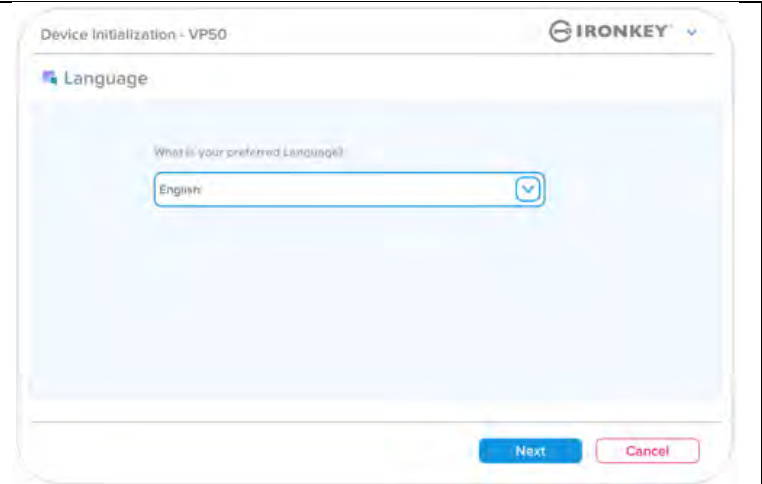 Device Initialization - VP50
IRONKEY
Language
What is your preferred Language?
English
Next
Cancel